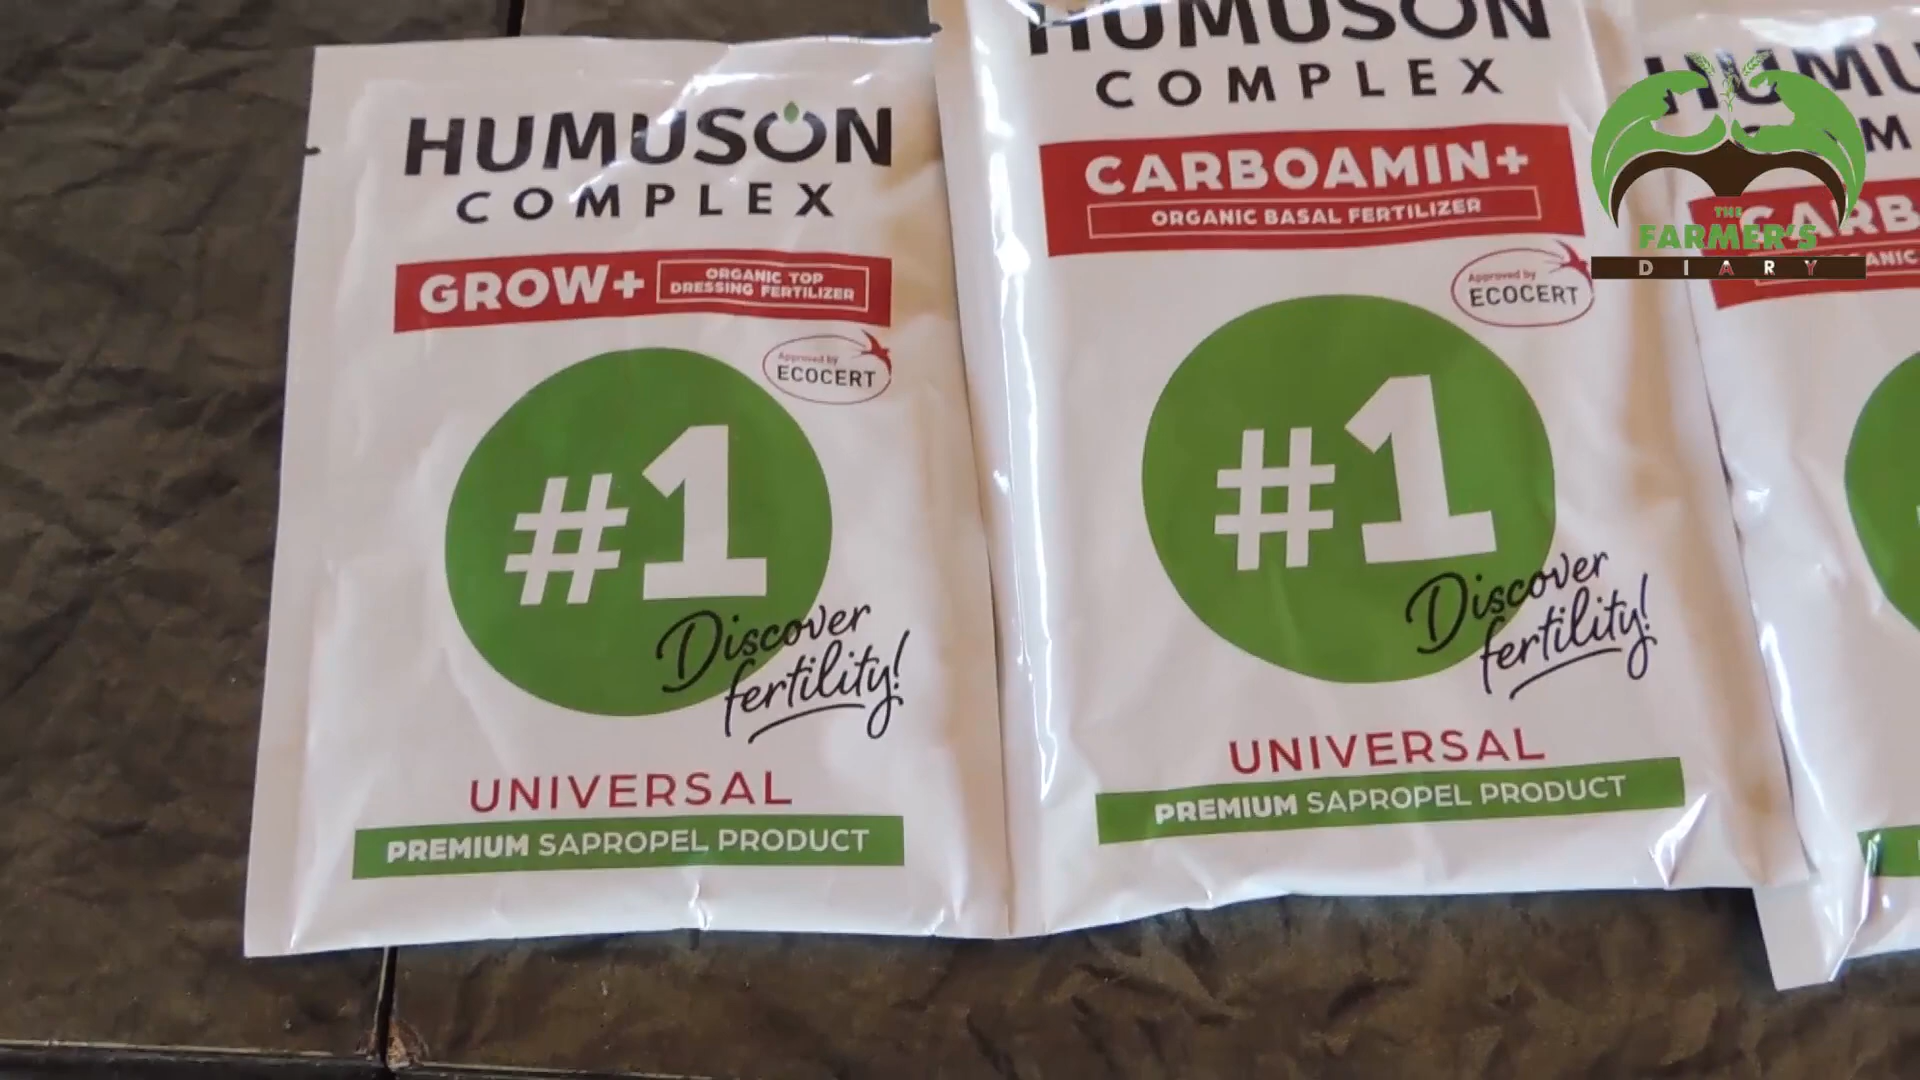 HUMUSON
COMPLEX
GROW+
ORGANIC TOP
DRESSING FERTILIZER
Approved by
ECOCERT
#1
Discover
fertility!
UNIVERSAL
PREMIUM SAPROPEL PRODUCT
HUMUSON
COMPLEX
CARBOAMIN+
ORGANIC BASAL FERTILIZER
Approved by
ECOCERT
#1
Discover
fertility!
UNIVERSAL
PREMIUM SAPROPEL PRODUCT
THE
FARMER'S
DIARY